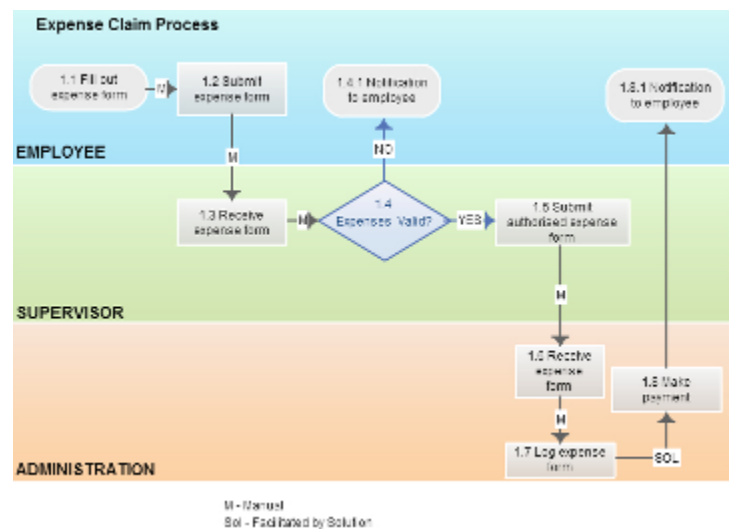 Expense Claim Process
1.1 Fill out
expense form
M
1.2 Submit
expense form
1.4.1 Notification
to employee
1.8.1 Notification
to employee
NO
EMPLOYEE
M
1.3 Receive
expense form
M
1.4
Expenses Valid?
YES
1.5 Submit
authorised expense
form
M
SUPERVISOR
1.6 Receive
expense
form
1.8 Make
payment
M
1.7 Log expense
form
SOL
ADMINISTRATION
M - Manual
Sol - Facilitated by Solution